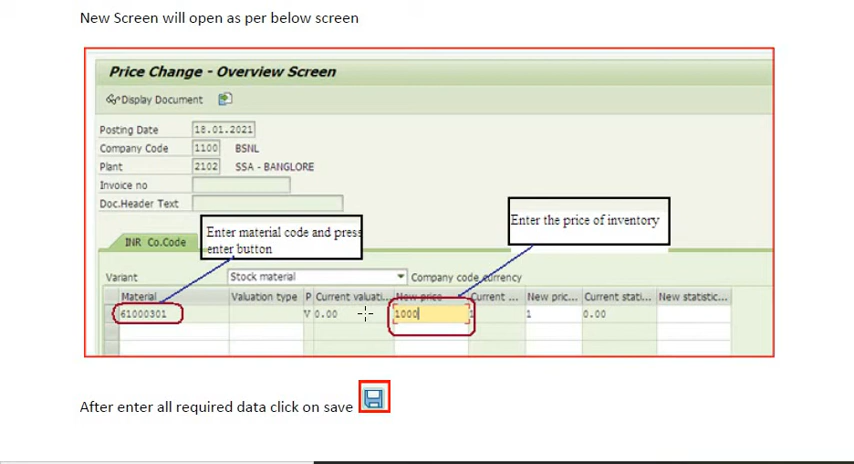 New Screen will open as per below screen
Price Change - Overview Screen
Display Document
Posting Date 18.01.2021
Company Code 1100 BSNL
Plant 2102 SSA - BANGLORE
Invoice no
Doc.Header Text
Enter material code and press
enter button
Enter the price of inventory
INR Co.Code
Variant Stock material Company code currency
Material Valuation type P Current valuati... New price Current ... New pric... Current stati... New statistic...
61000301 V 0.00 1000 1 1 0.00
After enter all required data click on save